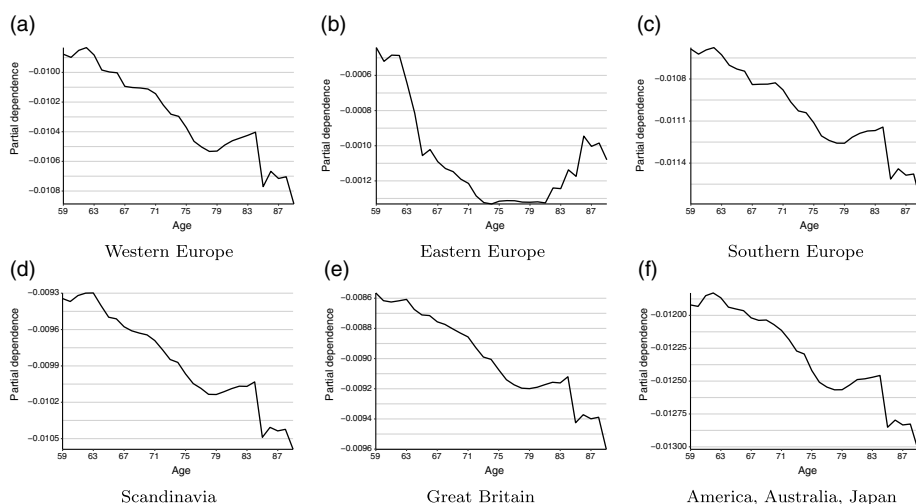 (a)
Partial dependence
−0.0100
−0.0102
−0.0104
−0.0106
−0.0108
59 63 67 71 75 79 83 87
Age
Western Europe
(b)
Partial dependence
−0.0006
−0.0008
−0.0010
−0.0012
59 63 67 71 75 79 83 87
Age
Eastern Europe
(c)
Partial dependence
−0.0108
−0.0111
−0.0114
59 63 67 71 75 79 83 87
Age
Southern Europe
(d)
Partial dependence
−0.0093
−0.0096
−0.0099
−0.0102
−0.0105
59 63 67 71 75 79 83 87
Age
Scandinavia
(e)
Partial dependence
−0.0086
−0.0088
−0.0090
−0.0092
−0.0094
−0.0096
59 63 67 71 75 79 83 87
Age
Great Britain
(f)
Partial dependence
−0.01200
−0.01225
−0.01250
−0.01275
−0.01300
59 63 67 71 75 79 83 87
Age
America, Australia, Japan